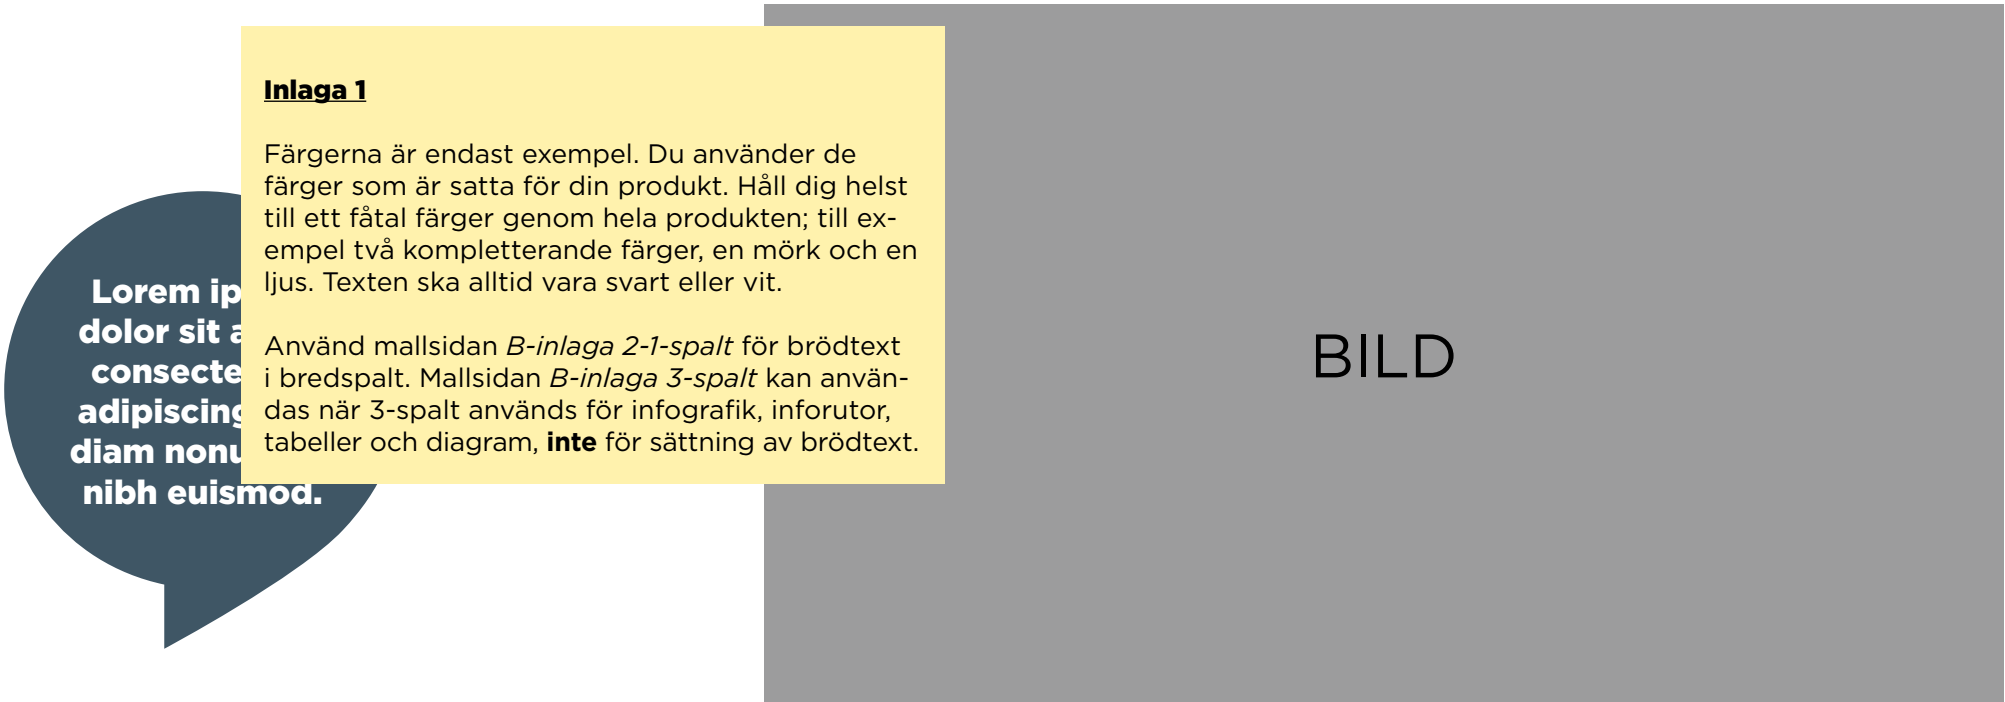 Inlaga 1
Färgerna är endast exempel. Du använder de
färger som är satta för din produkt. Håll dig helst
till ett fåtal färger genom hela produkten; till ex-
empel två kompletterande färger, en mörk och en
ljus. Texten ska alltid vara svart eller vit.
Använd mallsidan B-inlaga 2-1-spalt för brödtext
i bredspalt. Mallsidan B-inlaga 3-spalt kan använ-
das när 3-spalt används för infografik, inforutor,
tabeller och diagram, inte för sättning av brödtext.
Lorem
dolor sit
adipiscing
diam
nibh euismod.
BILD